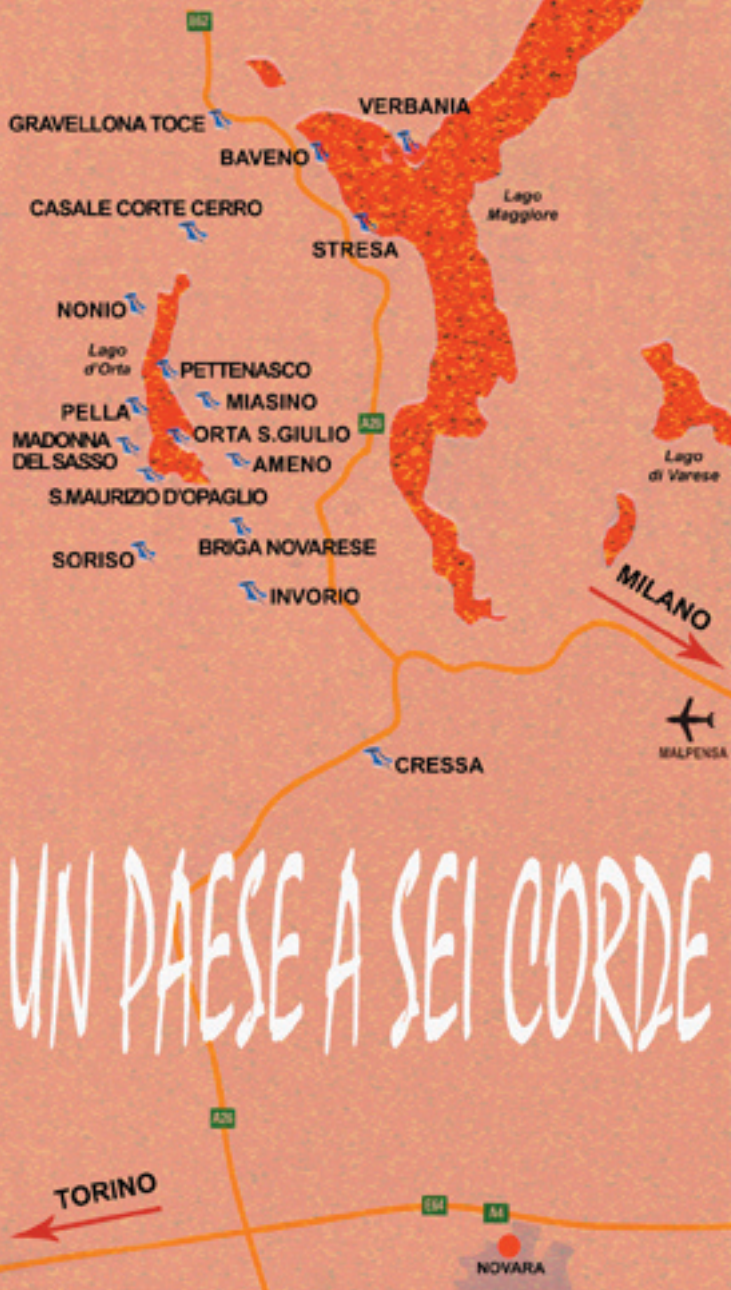 E62
VERBANIA
GRAVELLONA TOCE
BAVENO
Lago
Maggiore
CASALE CORTE CERRO
STRESA
NONIO
Lago
d'Orta
PETTENASCO
MIASINO
PELLA
A26
ORTA S.GIULIO
MADONNA
DEL SASSO
AMENO
Lago
di Varese
S.MAURIZIO D'OPAGLIO
BRIGA NOVARESE
SORISO
INVORIO
MILANO
MALPENSA
CRESSA
UN PAESE A SEI CORDE
A26
TORINO
E64
A4
NOVARA